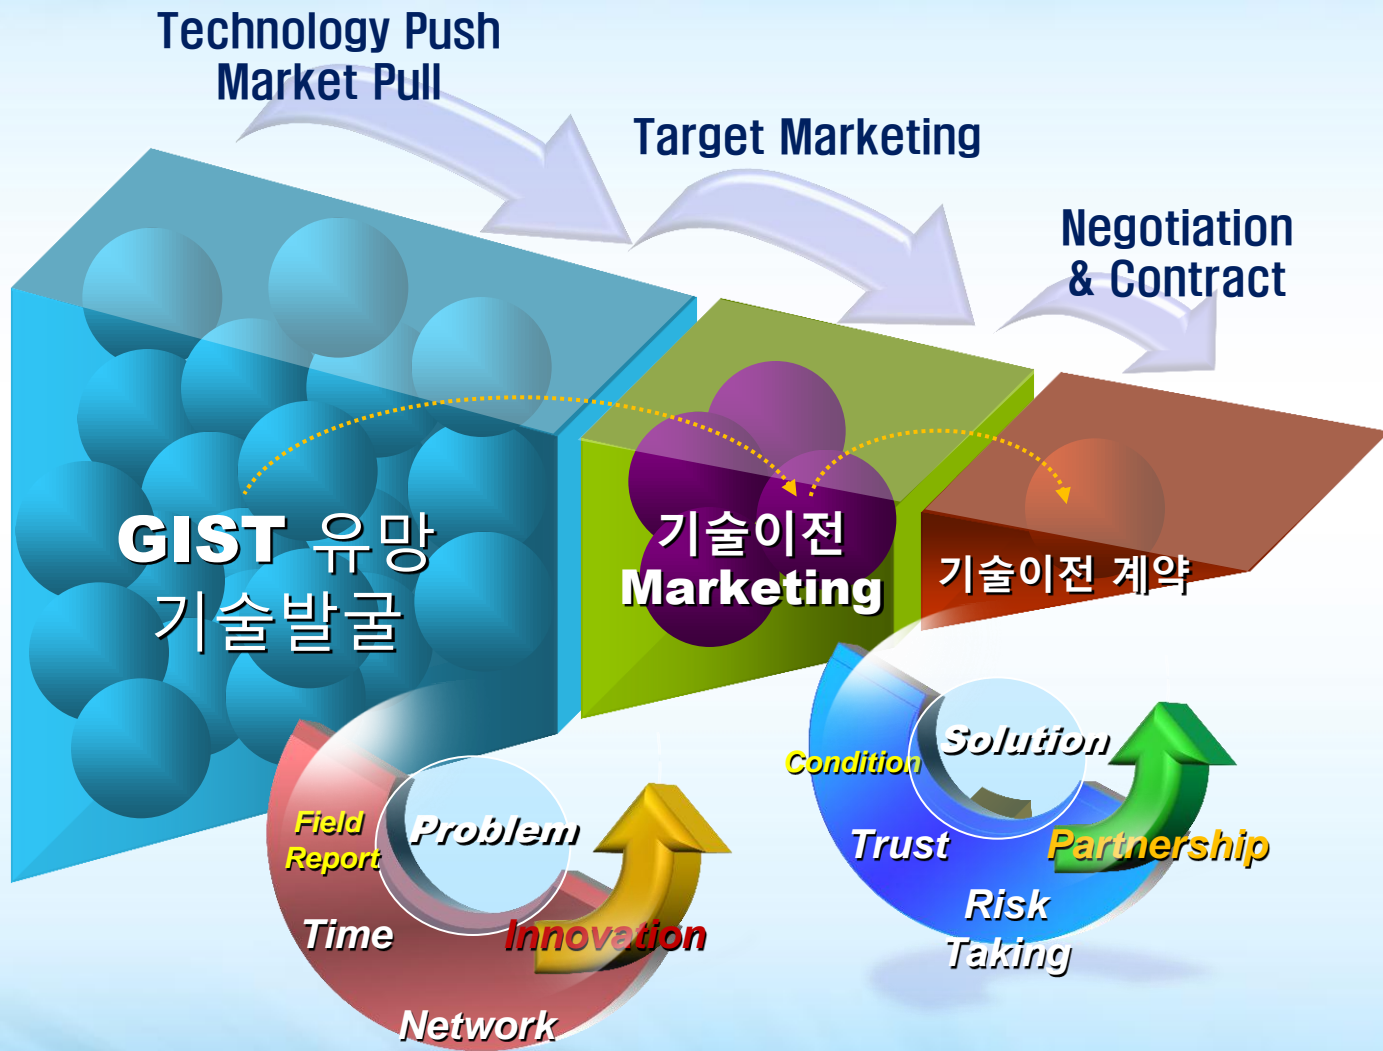 Technology Push
Market Pull
Target Marketing
Negotiation
& Contract
GIST 유망
기술발굴
기술이전
Marketing
기술이전 계약
Problem
Field
Report
Time
Innovation
Network
Solution
Condition
Trust
Partnership
Risk
Taking